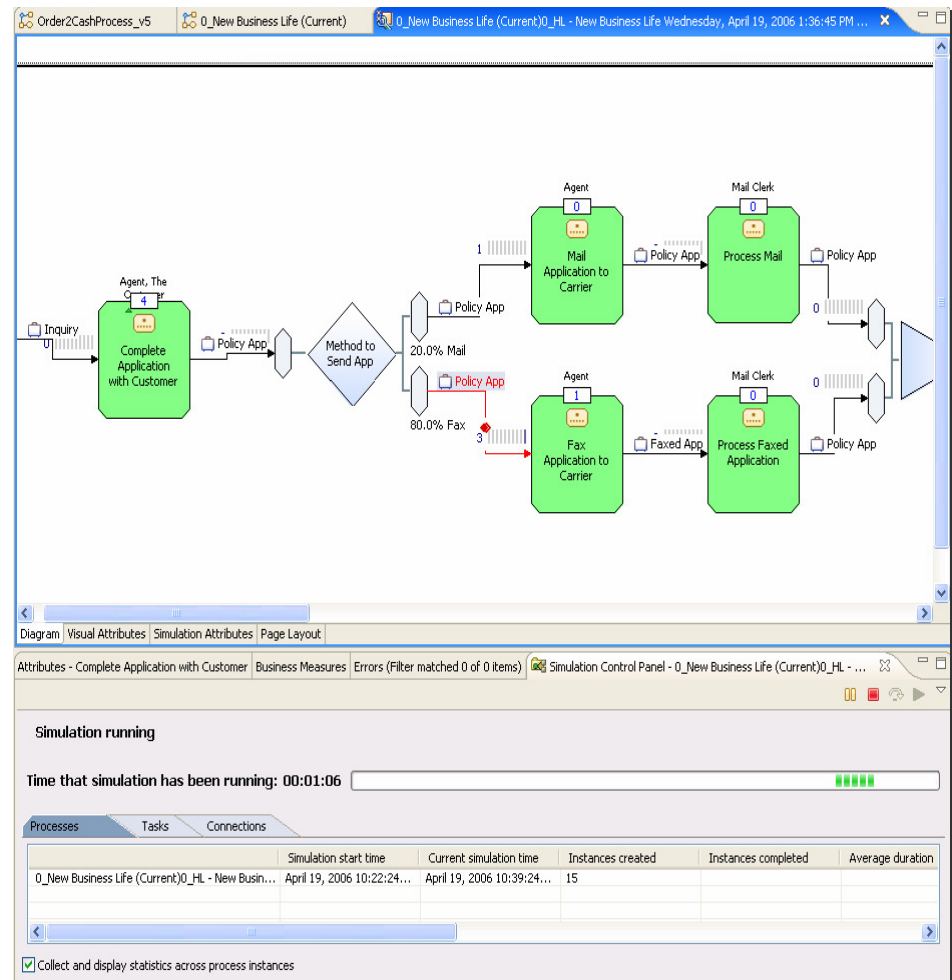 Order2CashProcess_v5
0_New Business Life (Current)
0_New Business Life (Current)0_HL - New Business Life Wednesday, April 19, 2006 1:36:45 PM ...
Agent
0
Mail
Application to
Carrier
Mail Clerk
0
Process Mail
1
Policy App
-
Policy App
0
Agent, The
4
Complete
Application
with Customer
Inquiry
0
Policy App
-
Method to
Send App
Policy App
20.0% Mail
Policy App
80.0% Fax
3
Agent
1
Fax
Application to
Carrier
-
Faxed App
Mail Clerk
0
Process Faxed
Application
0
Policy App
Diagram Visual Attributes Simulation Attributes Page Layout
Attributes - Complete Application with Customer Business Measures Errors (Filter matched 0 of 0 items) Simulation Control Panel - 0_New Business Life (Current)0_HL - ...
Simulation running
Time that simulation has been running: 00:01:06
Processes Tasks Connections
Simulation start time Current simulation time Instances created Instances completed Average duration
0_New Business Life (Current)0_HL - New Busin... April 19, 2006 10:22:24... April 19, 2006 10:39:24... 15
Collect and display statistics across process instances